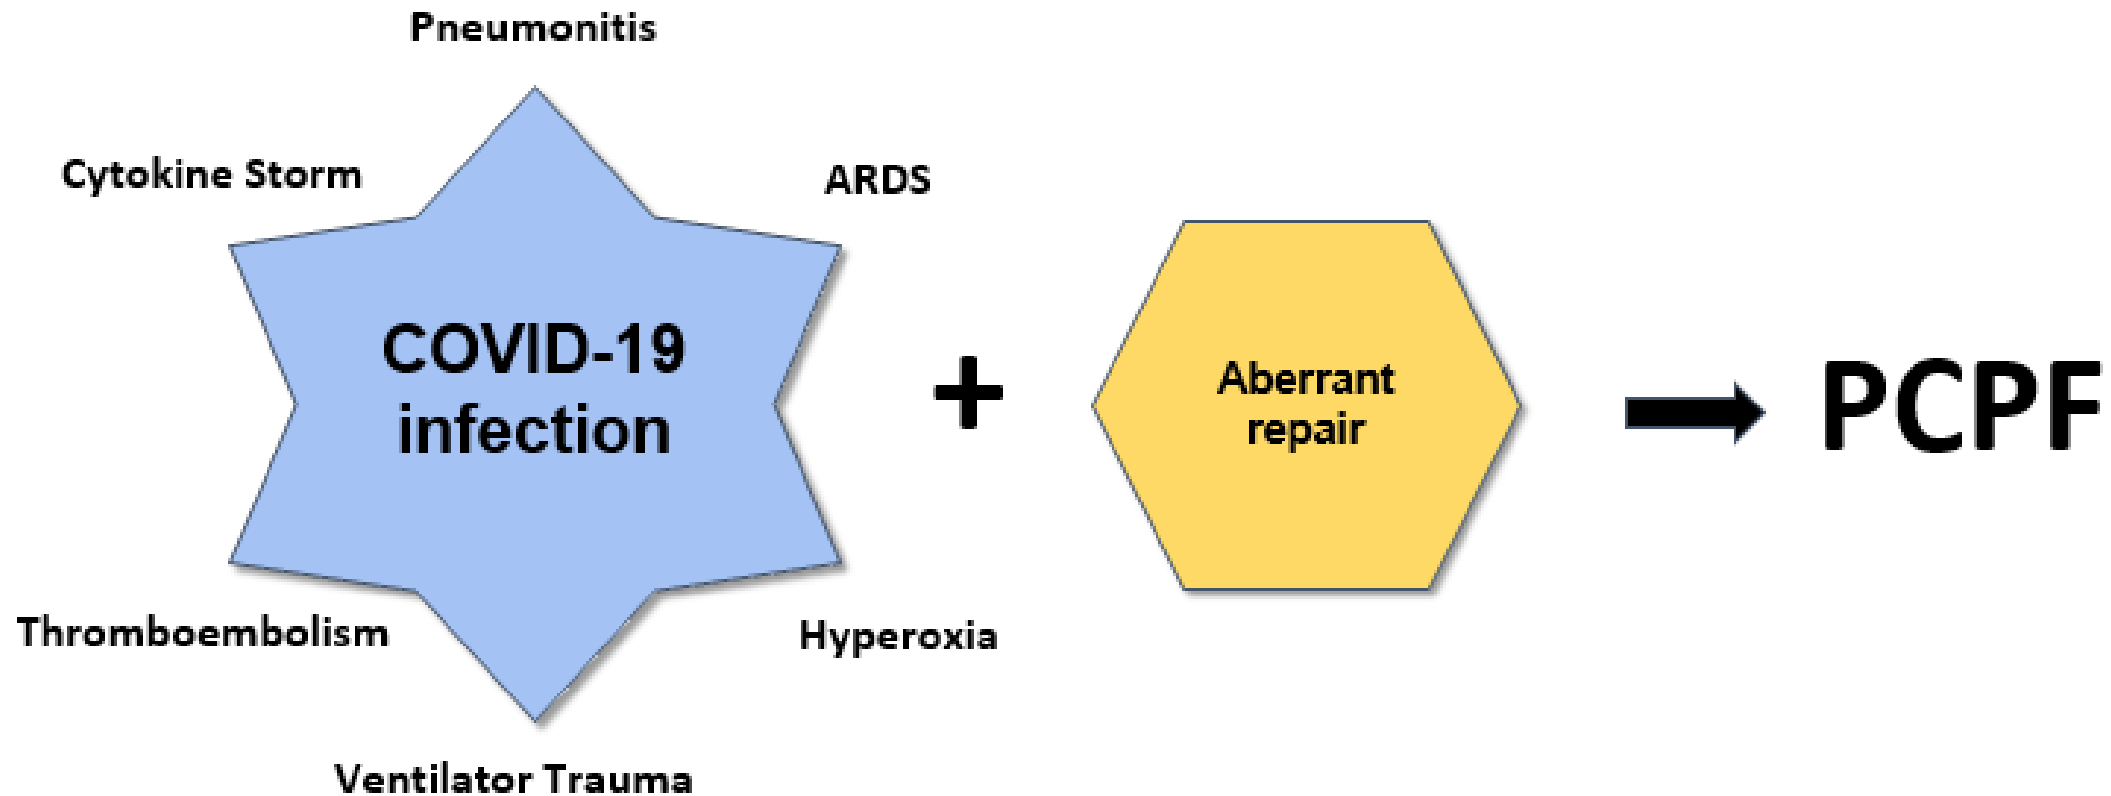 Pneumonitis
Cytokine Storm
ARDS
COVID-19
infection
+
Aberrant
repair
PCPF
Thromboembolism
Hyperoxia
Ventilator Trauma